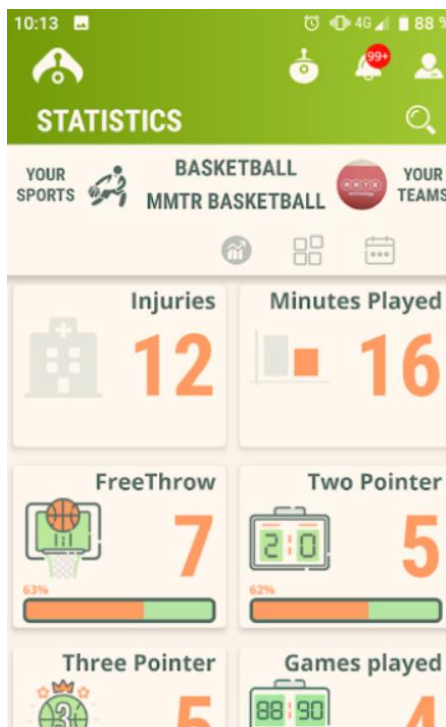 10:13 4G 88 %
99+
STATISTICS
YOUR SPORTS
BASKETBALL
MMTR BASKETBALL
YOUR TEAMS
Injuries
12
Minutes Played
16
FreeThrow
7
63%
Two Pointer
2:0
5
62%
Three Pointer
3
5
Games played
88:90
4